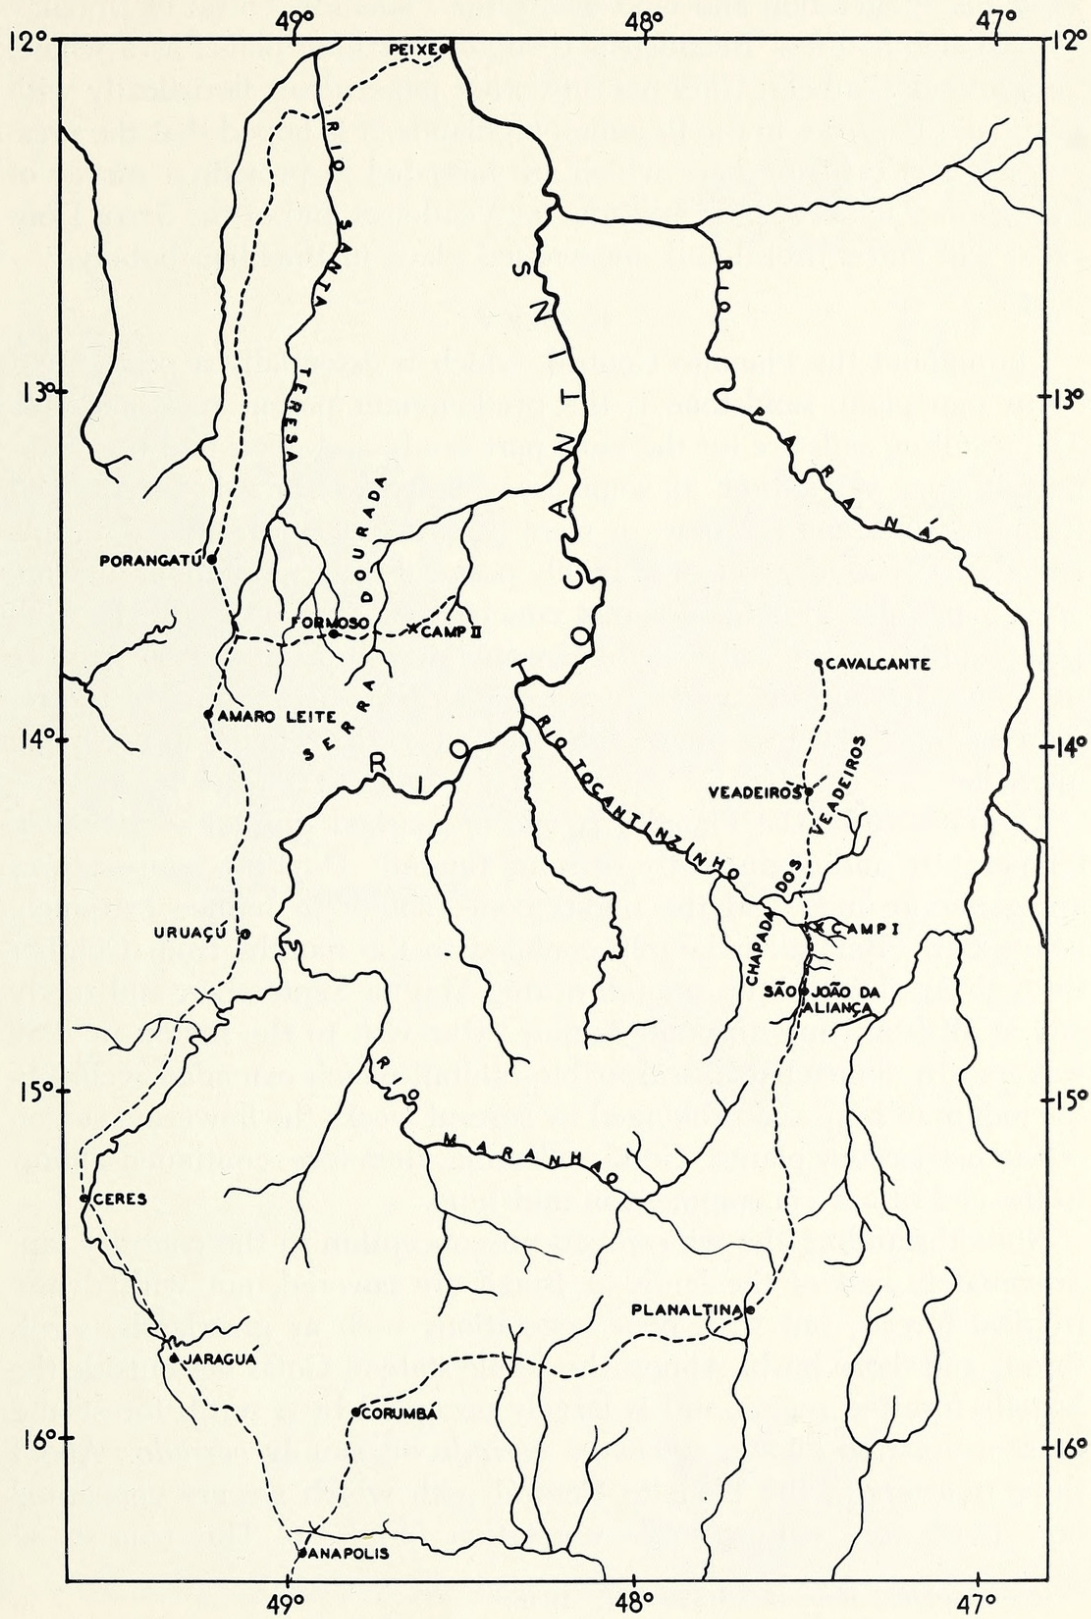 49° 48° 47°
12° 12°
PEIXE
RIO SANTA TERESA
RIO PARANÁ
13° 13°
RIO TOCANTINS
PORANGATÚ
SERRA DOURADA
FORMOSO
CAMP II
CAVALCANTE
AMARO LEITE
14° 14°
RIO TOCANTINZINHO
VEADEIROS
CHAPADA DOS VEADEIROS
URUAÇÚ
CAMP I
SÃO JOÃO DA
ALIANÇA
15° 15°
RIO MARANHAO
CERES
PLANALTINA
JARAGUÁ
CORUMBÁ
16° 16°
ANAPOLIS
49° 48° 47°